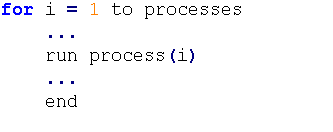 for i = 1 to processes
    ...
    run process(i)
    ...
    end